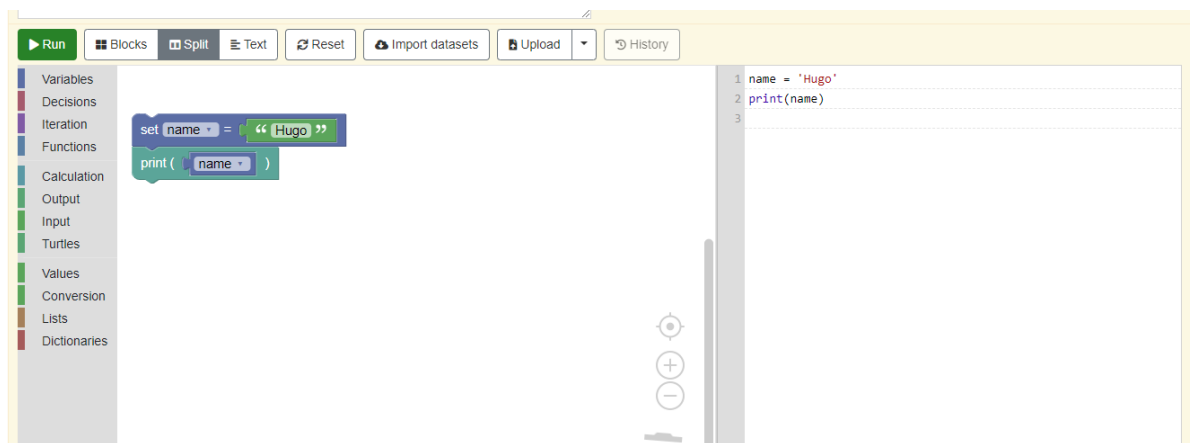 Run Blocks Split Text Reset Import datasets Upload History
Variables
Decisions
Iteration
Functions
Calculation
Output
Input
Turtles
Values
Conversion
Lists
Dictionaries
set name = “ Hugo ”
print ( name )
1 name = 'Hugo'
2 print(name)
3